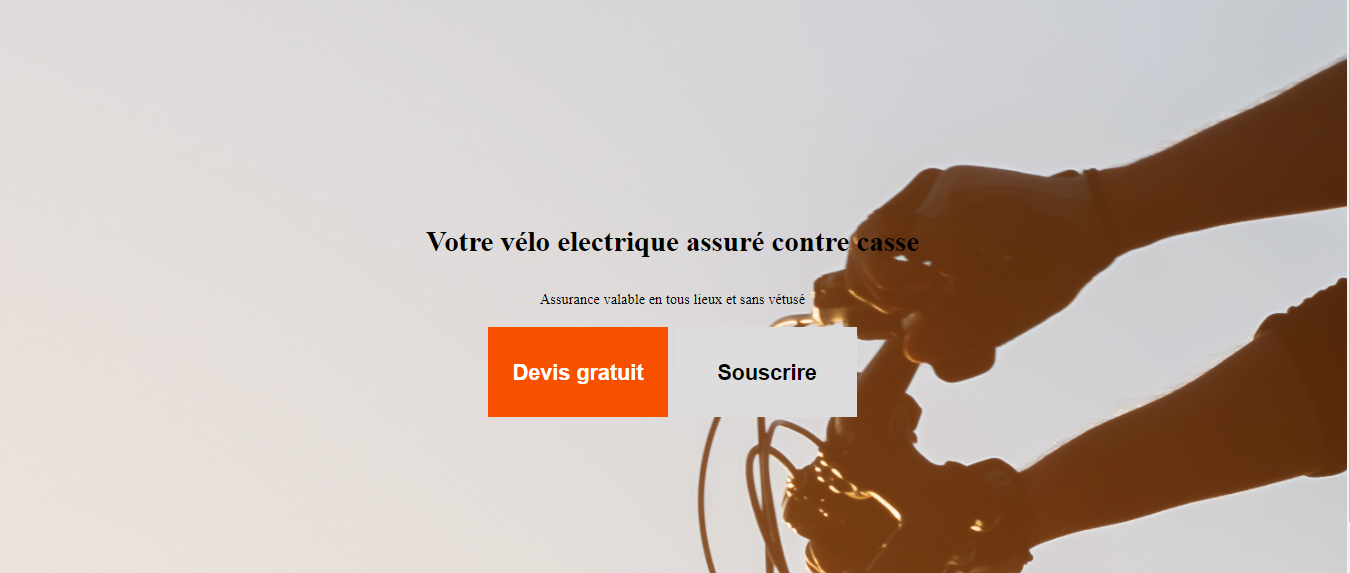 Votre vélo electrique assuré contre casse
Assurance valable en tous lieux et sans vétusé
Devis gratuit
Souscrire